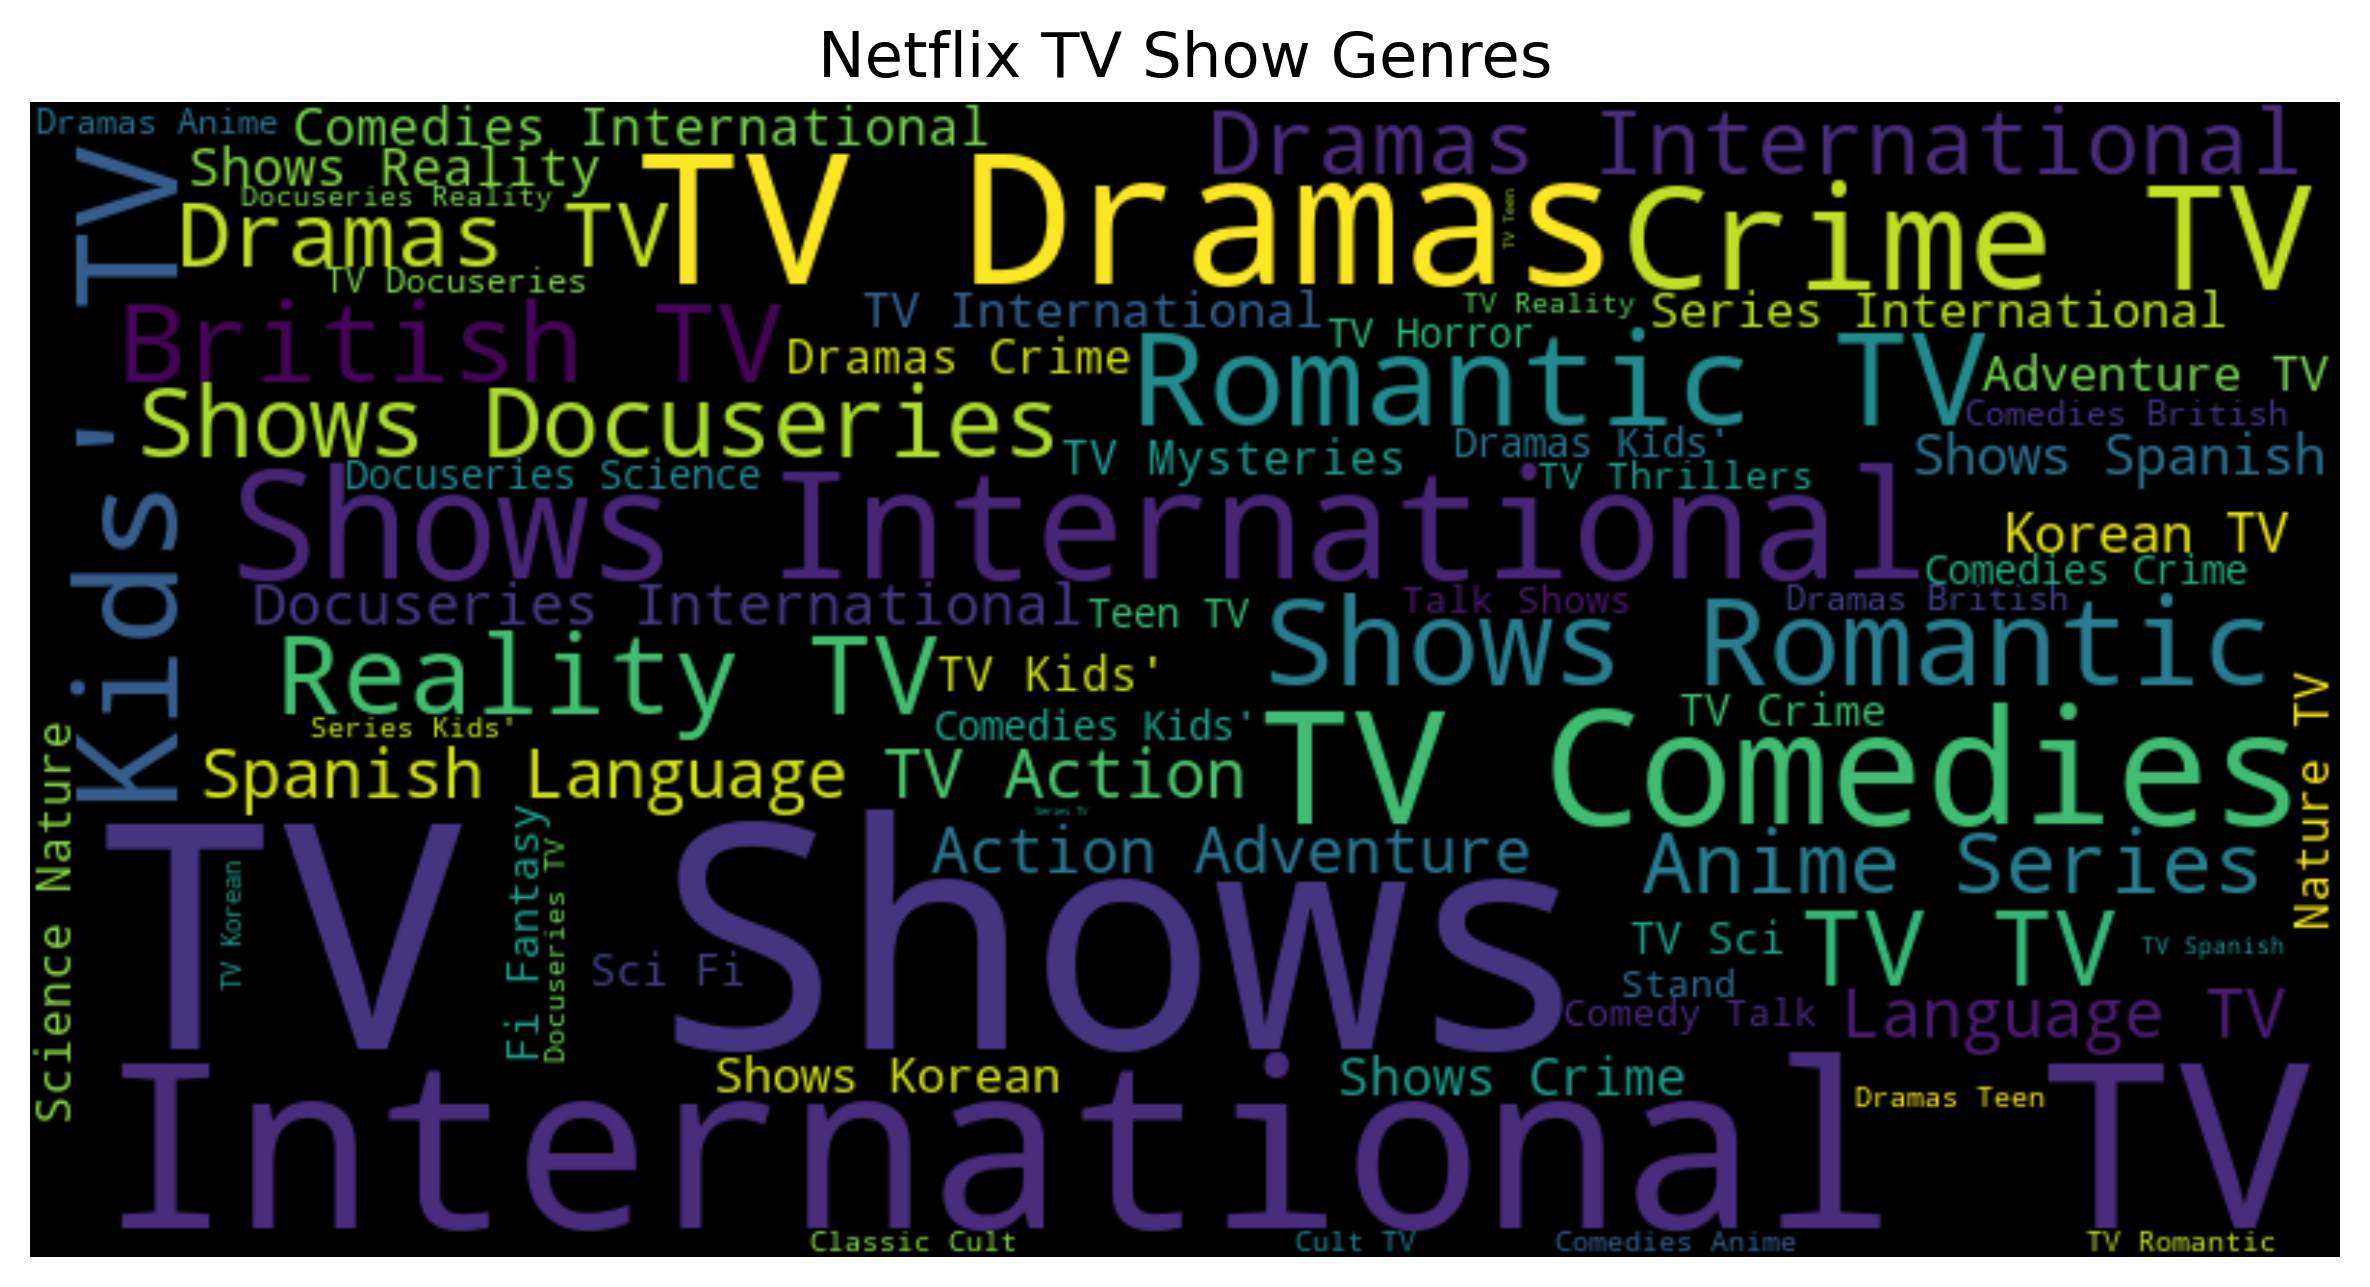 Netflix TV Show Genres
Dramas Anime
Comedies International
Dramas International
Shows Reality
Docuseries Reality
Dramas TV
TV Dramas
TV Teen
Crime TV
TV Docuseries
Kids' TV
British TV
TV International
TV Reality
Series International
Dramas Crime
TV Horror
Romantic TV
Adventure TV
Comedies British
Shows Docuseries
TV Mysteries
Dramas Kids'
Shows Spanish
Docuseries Science
TV Thrillers
Shows International
Korean TV
Comedies Crime
Docuseries International
Teen TV
Talk Shows
Dramas British
Shows Romantic
Reality TV
TV Kids'
Series Kids'
Comedies Kids'
TV Crime
TV Comedies
Nature TV
Science Nature
Spanish Language
TV Action
Series TV
TV Shows
Action Adventure
Anime Series
TV Korean
Fi Fantasy
Docuseries TV
Sci Fi
TV Sci
TV TV
TV Spanish
Stand
Comedy Talk
Language TV
Shows Korean
Shows Crime
Dramas Teen
International TV
Classic Cult
Cult TV
Comedies Anime
TV Romantic